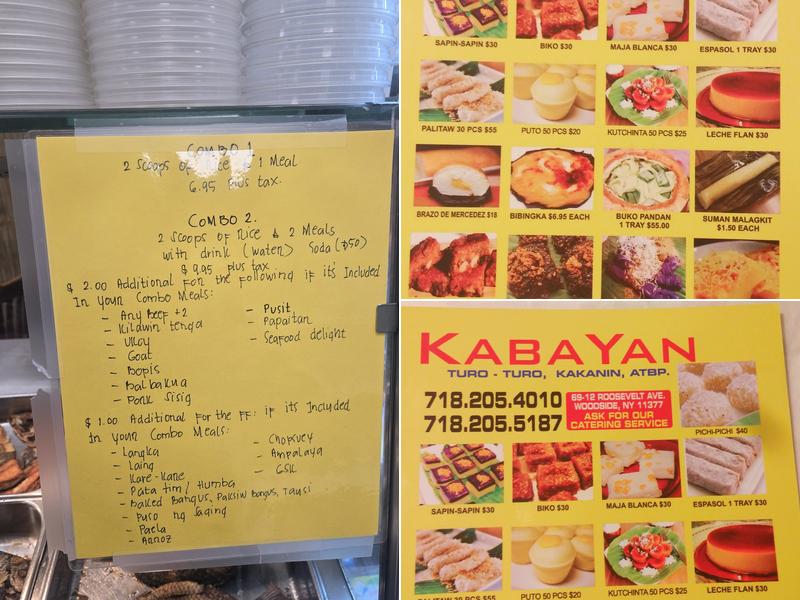 COMBO 1
2 Scoops of Rice & 1 Meal
6.95 plus tax.
COMBO 2.
2 Scoops of Rice & 2 Meals
with drink (water) Soda ($50)
$9.95 plus tax
$ 2.00 Additional For the Following if it's Included
In your Combo Meals:
- Any Beef +2
- Kilawin tenga
- Ukoy
- Goat
- Bopis
- Balbakua
- Pork Sisig
- Pusit
- Papaitan
- Seafood delight
$ 1.00 Additional For the FF: if its Included
In your Combo Meals:
- Langka
- Laing
- Kare-Kare
- Pata tim / Humba
- Baked Bangus, Paksiw Bangus, Tausi
- Puso ng Saging
- Paela
- Arroz
- Chopsuey
- Ampalaya
- GSK
SAPIN-SAPIN $30
BIKO $30
MAJA BLANCA $30
ESPASOL 1 TRAY $30
PALITAW 30 PCS $55
PUTO 50 PCS $20
KUTCHINTA 50 PCS $25
LECHE FLAN $30
BRAZO DE MERCEDEZ $18
BIBINGKA $6.95 EACH
BUKO PANDAN
1 TRAY $55.00
SUMAN MALAGKIT
$1.50 EACH
KABAYAN
TURO - TURO, KAKANIN, ATBP.
718.205.4010
718.205.5187
69-12 ROOSEVELT AVE.
WOODSIDE, NY 11377
ASK FOR OUR
CATERING SERVICE
PICHI-PICHI $40
SAPIN-SAPIN $30
BIKO $30
MAJA BLANCA $30
ESPASOL 1 TRAY $30
PALITAW 30 PCS $55
PUTO 50 PCS $20
KUTCHINTA 50 PCS $25
LECHE FLAN $30